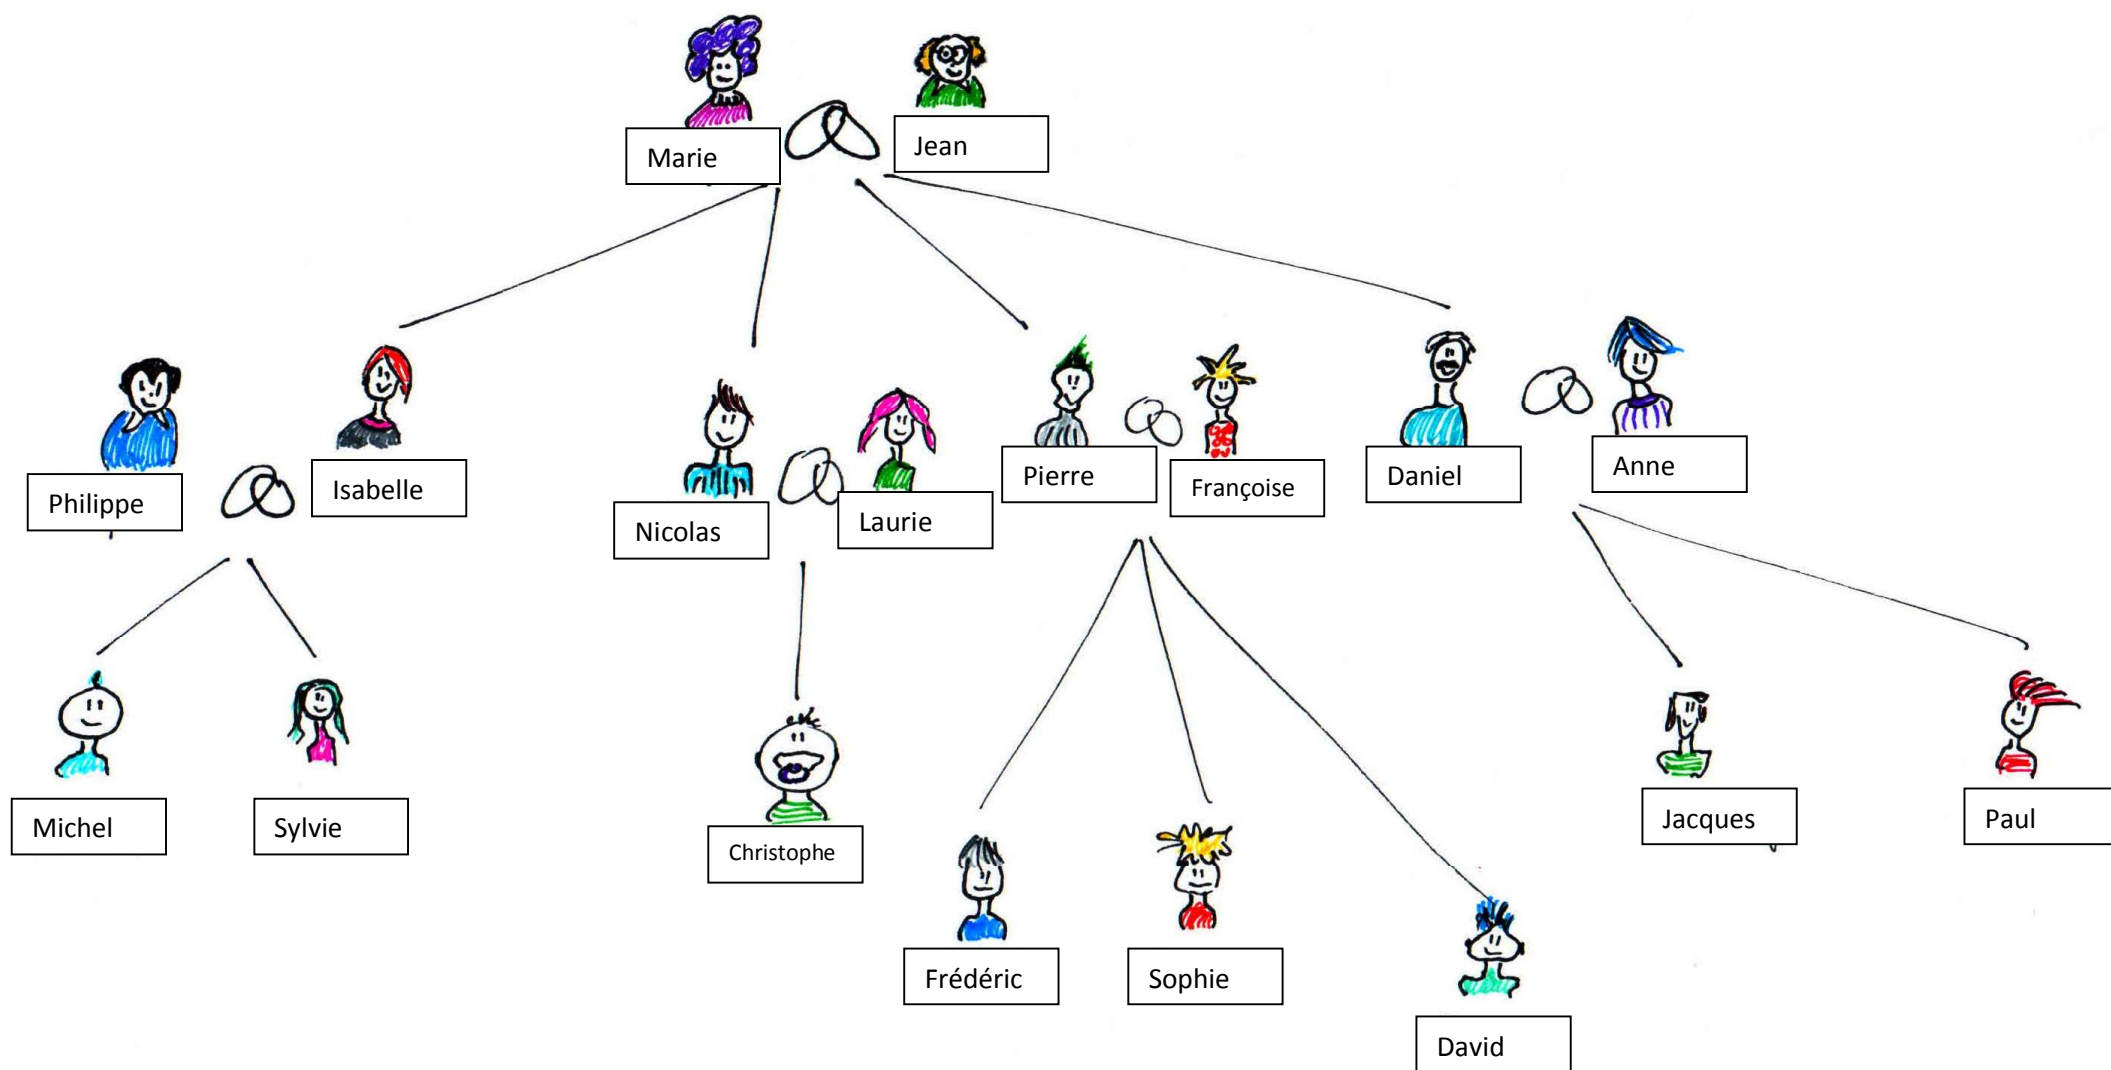 Marie
Jean
Philippe
Isabelle
Nicolas
Laurie
Pierre
Françoise
Daniel
Anne
Michel
Sylvie
Christophe
Frédéric
Sophie
David
Jacques
Paul